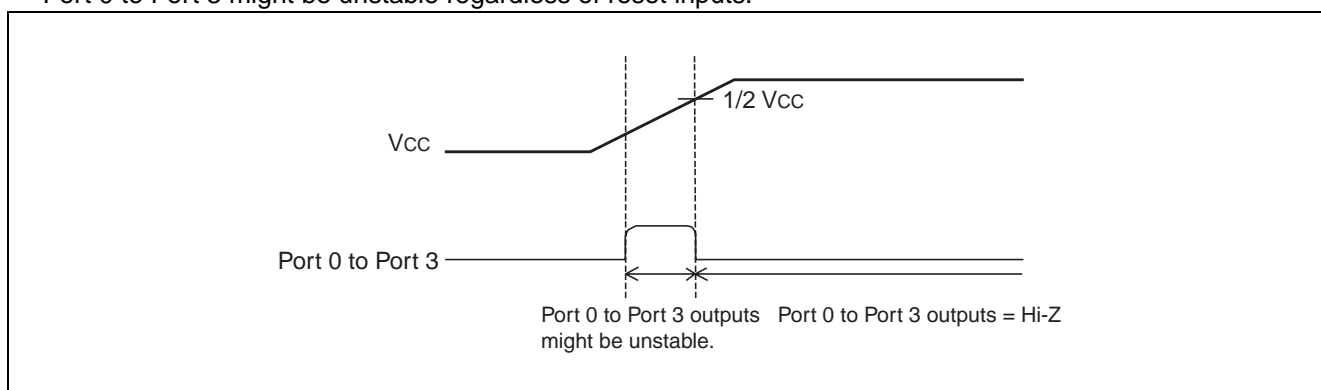 Port 0 to Port 3 might be unstable regardless of reset inputs.
1/2 VCC
VCC
Port 0 to Port 3
Port 0 to Port 3 outputs might be unstable.
Port 0 to Port 3 outputs = Hi-Z